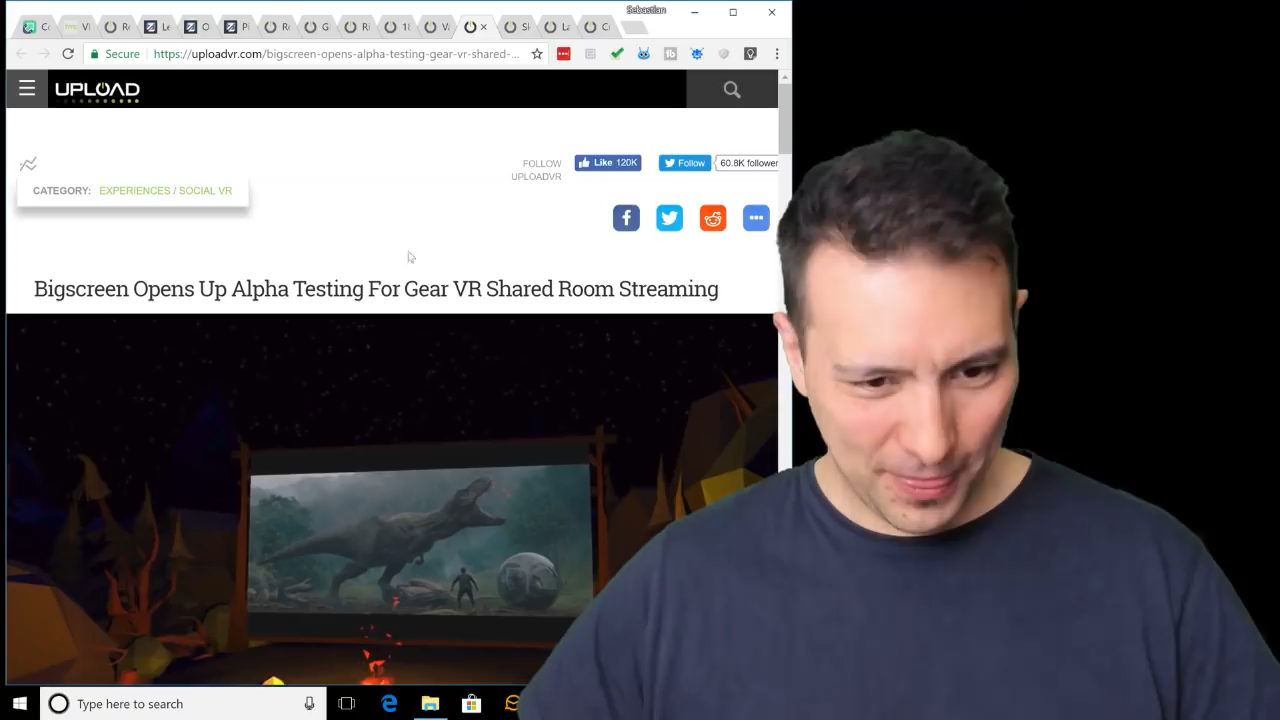 Sebastian
Secure
https://uploadvr.com/bigscreen-opens-alpha-testing-gear-vr-shared-...
UPLOAD
FOLLOW
UPLOADVR
Like 120K
Follow
60.8K follower
CATEGORY: EXPERIENCES / SOCIAL VR
Bigscreen Opens Up Alpha Testing For Gear VR Shared Room Streaming
Type here to search